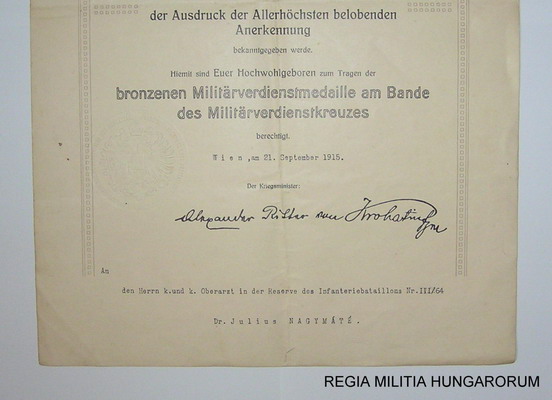 der Ausdruck der Allerhöchsten belobenden
Anerkennung
bekanntgegeben werde.
Hiemit sind Euer Hochwohlgeboren zum Tragen der
bronzenen Militärverdienstmedaille am Bande
des Militärverdienstkreuzes
berechtigt.
Wien, am 21. September 1915.
Der Kriegsminister:
Alexander Ritter von Krobatin
An
den Herrn k.und k. Oberarzt in der Reserve des Infanteriebataillons Nr.III/64
Dr. Julius NAGYMÁTÉ.
REGIA MILITIA HUNGARORUM